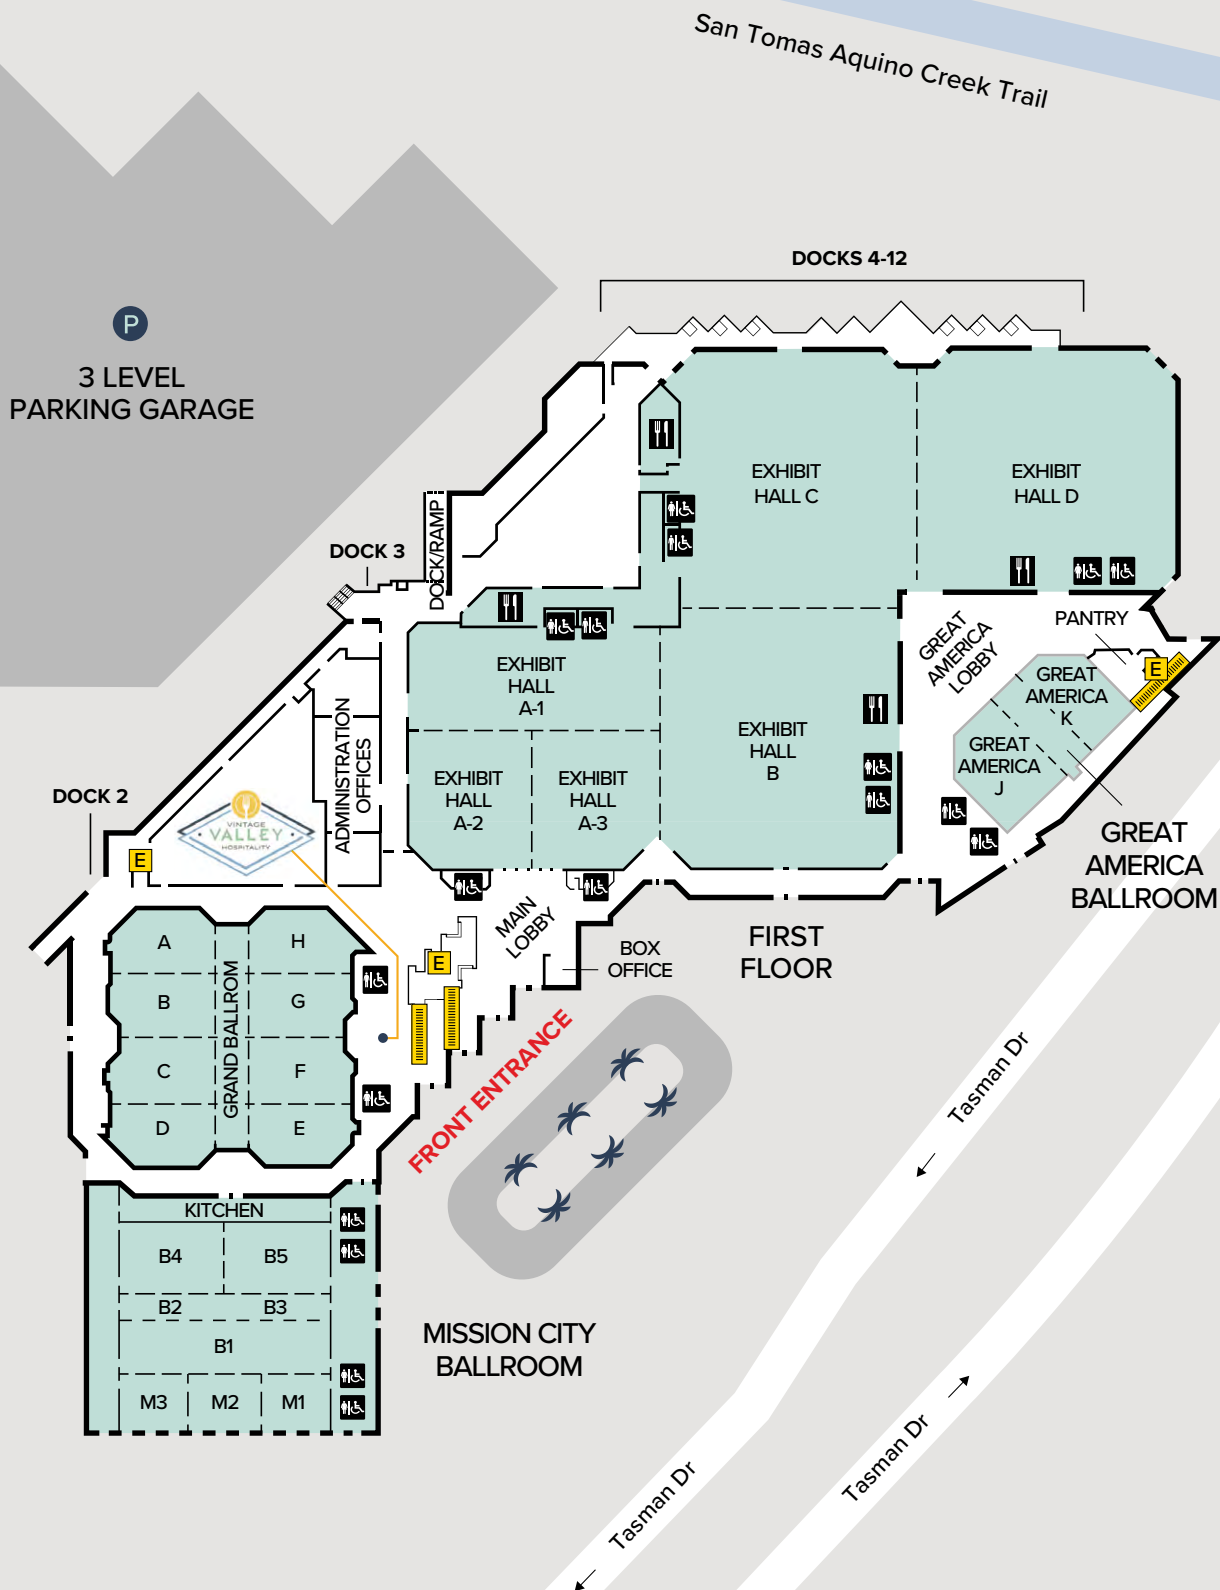 San Tomas Aquino Creek Trail
DOCKS 4-12
P
3 LEVEL
PARKING GARAGE
EXHIBIT
HALL C
EXHIBIT
HALL D
DOCK/RAMP
DOCK 3
PANTRY
GREAT
AMERICA
LOBBY
E
GREAT
AMERICA
K
GREAT
AMERICA
J
EXHIBIT
HALL
A-1
EXHIBIT
HALL
B
ADMINISTRATION
OFFICES
EXHIBIT
HALL
A-2
EXHIBIT
HALL
A-3
DOCK 2
VINTAGE
VALLEY
HOSPITALITY
E
GREAT
AMERICA
BALLROOM
MAIN
LOBBY
BOX
OFFICE
FIRST
FLOOR
E
A
H
B
G
GRAND BALLROM
C
F
D
E
FRONT ENTRANCE
Tasman Dr
KITCHEN
B4
B5
B2
B3
B1
M3
M2
M1
MISSION CITY
BALLROOM
Tasman Dr
Tasman Dr